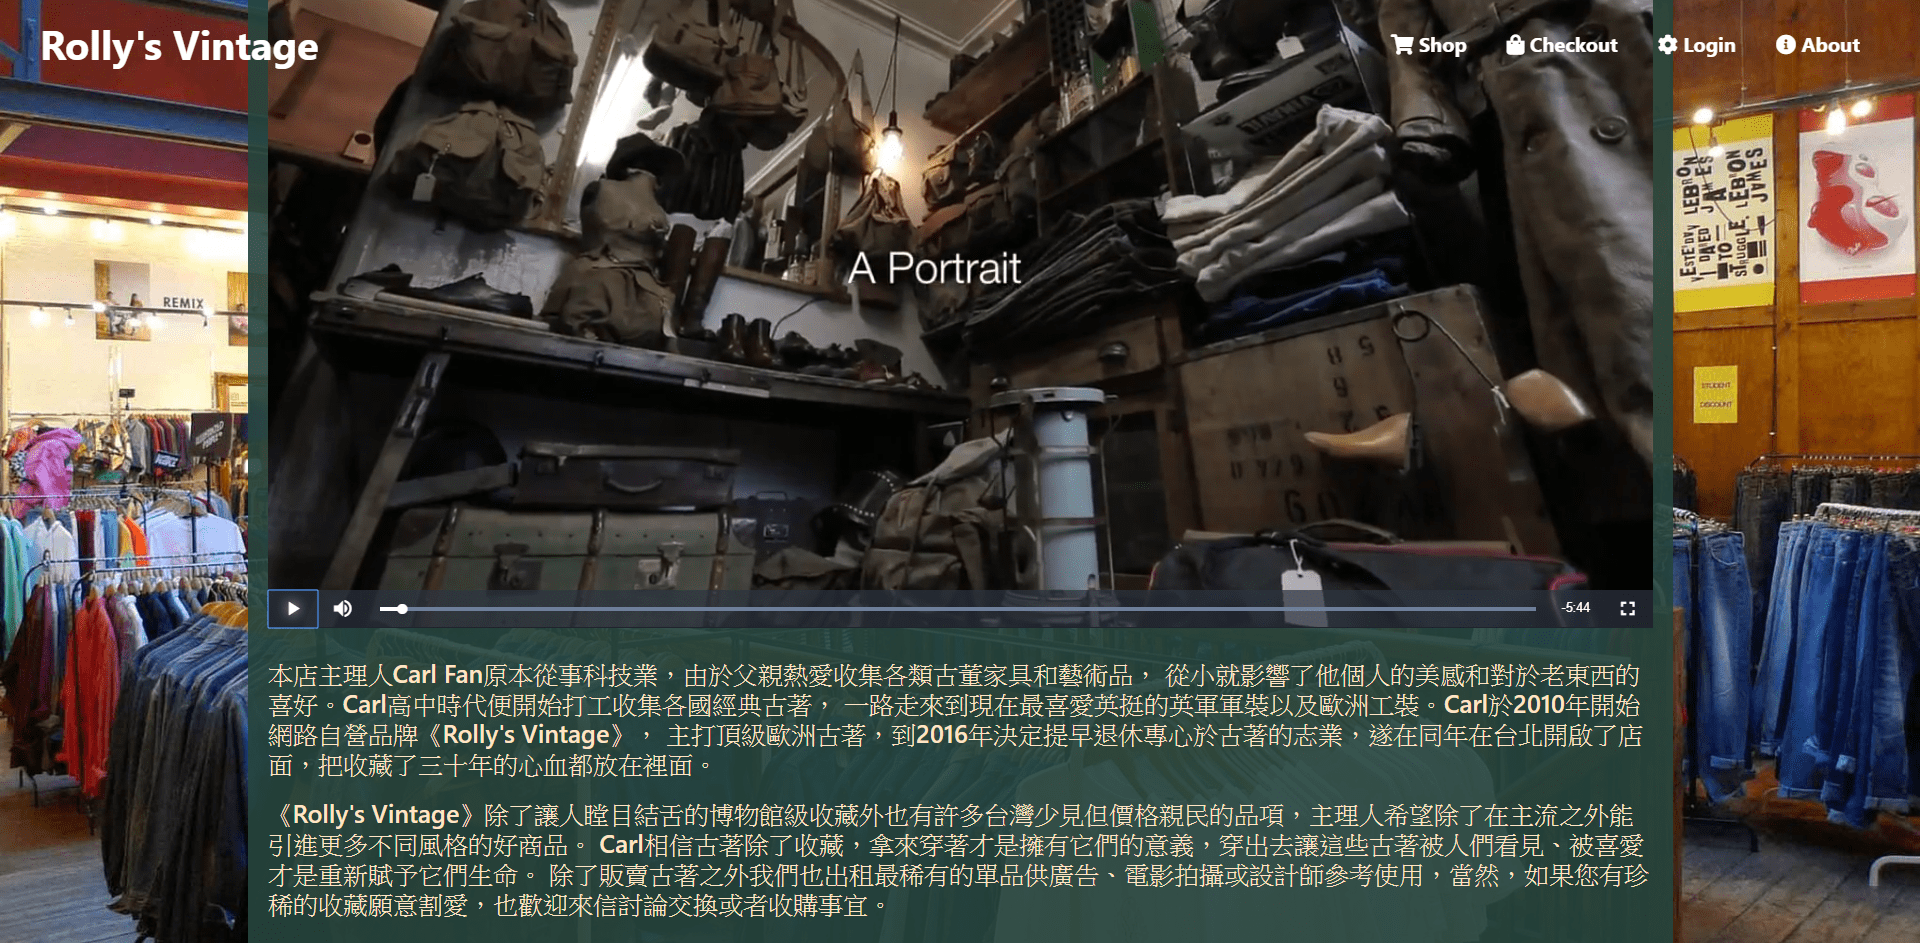 Rolly's Vintage
Shop
Checkout
Login
About
A Portrait
REMIX
YESTERDAY LEBRON
JAMES
STRUGGLE. LEBRON
JAMES
STUDENT
DISCOUNT
-5:44
本店主理人Carl Fan原本從事科技業，由於父親熱愛收集各類古董家具和藝術品， 從小就影響了他個人的美感和對於老東西的
喜好。Carl高中時代便開始打工收集各國經典古著， 一路走來到現在最喜愛英挺的英軍軍裝以及歐洲工裝。Carl於2010年開始
網路自營品牌《Rolly's Vintage》， 主打頂級歐洲古著，到2016年決定提早退休專心於古著的志業，遂在同年在台北開啟了店
面，把收藏了三十年的心血都放在裡面。
《Rolly's Vintage》除了讓人瞠目結舌的博物館級收藏外也有許多台灣少見但價格親民的品項，主理人希望除了在主流之外能
引進更多不同風格的好商品。 Carl相信古著除了收藏，拿來穿著才是擁有它們的意義，穿出去讓這些古著被人們看見、被喜愛
才是重新賦予它們生命。 除了販賣古著之外我們也出租最稀有的單品供廣告、電影拍攝或設計師參考使用，當然，如果您有珍
稀的收藏願意割愛，也歡迎來信討論交換或者收購事宜。